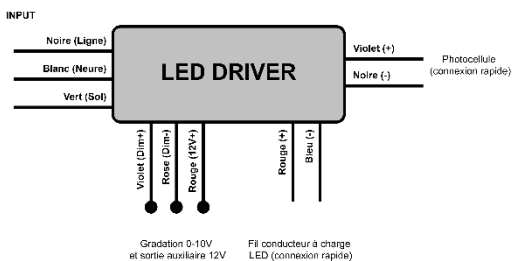 INPUT
Noire (Ligne)
Blanc (Neure)
Vert (Sol)
LED DRIVER
Violet (+)
Noire (-)
Photocellule
(connexion rapide)
Violet (Dim+)
Rose (Dim-)
Rouge (12V+)
Rouge (+)
Bleu (-)
Gradation 0-10V
et sortie auxiliaire 12V
Fil conducteur à charge
LED (connexion rapide)